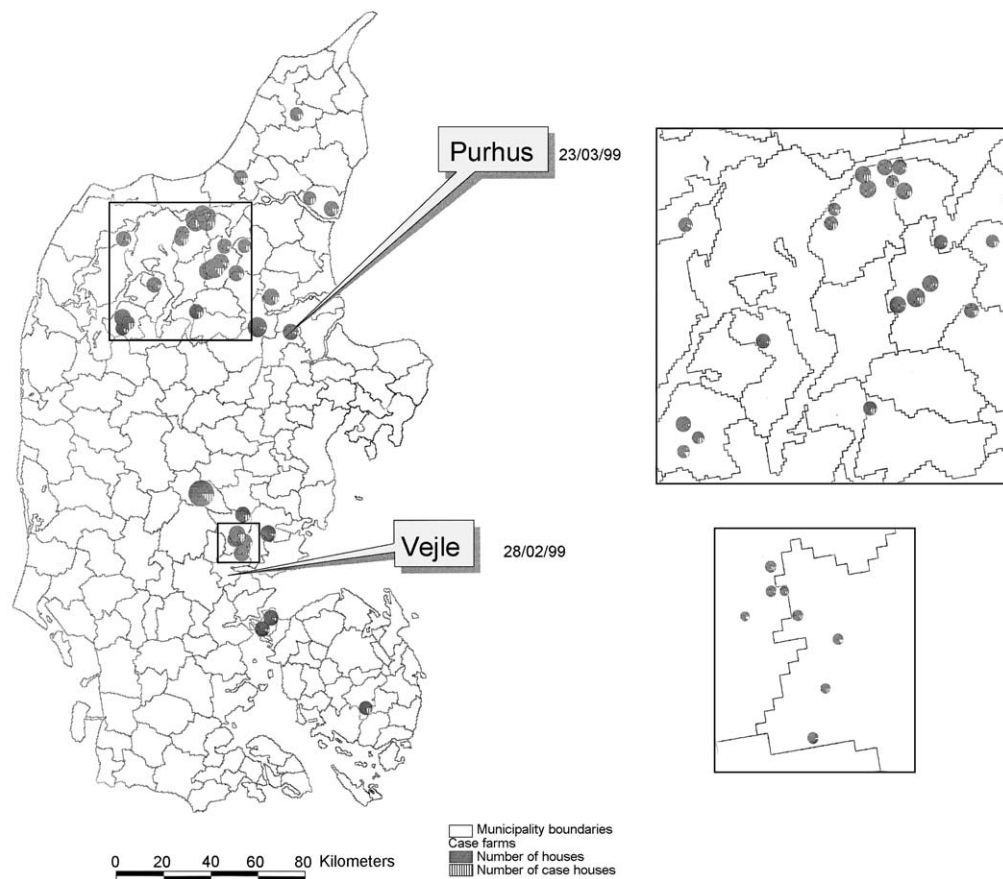 Purhus 23/03/99
Vejle 28/02/99
Municipality boundaries
Case farms
Number of houses
Number of case houses
0 20 40 60 80 Kilometers